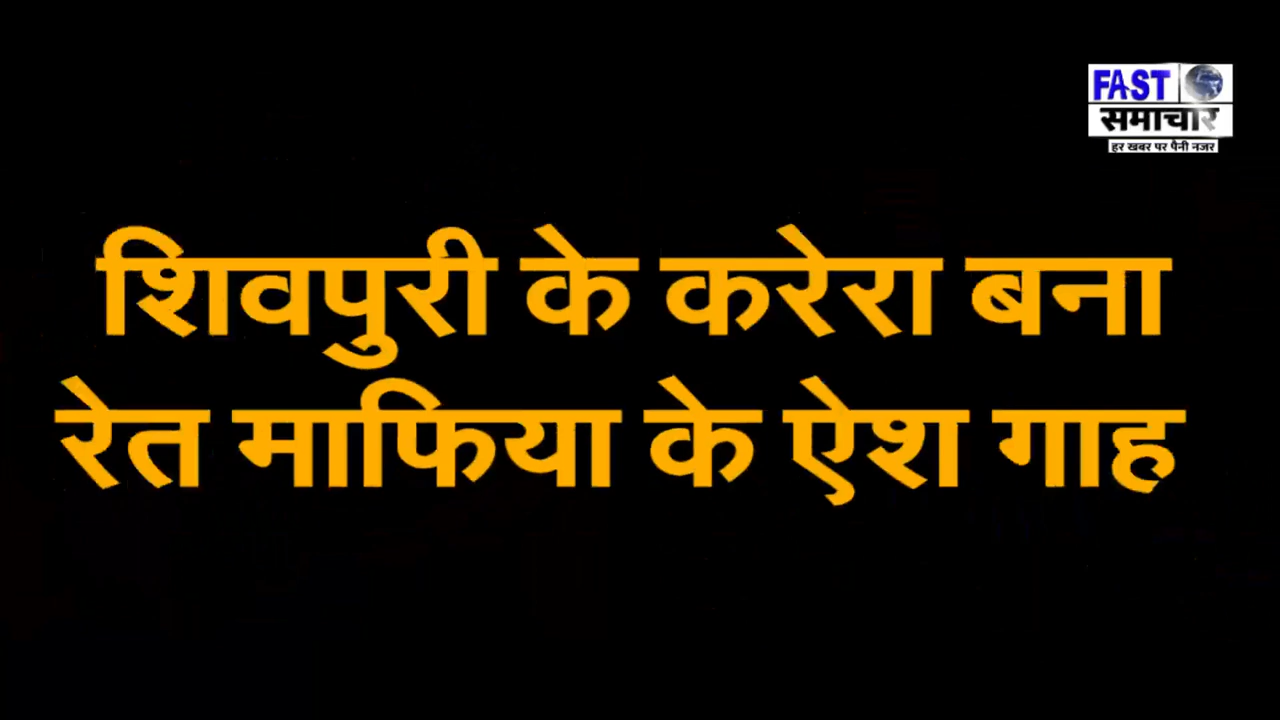 FAST
समाचार
हर खबर पर पैनी नजर
शिवपुरी के करेरा बना
रेत माफिया के ऐश गाह